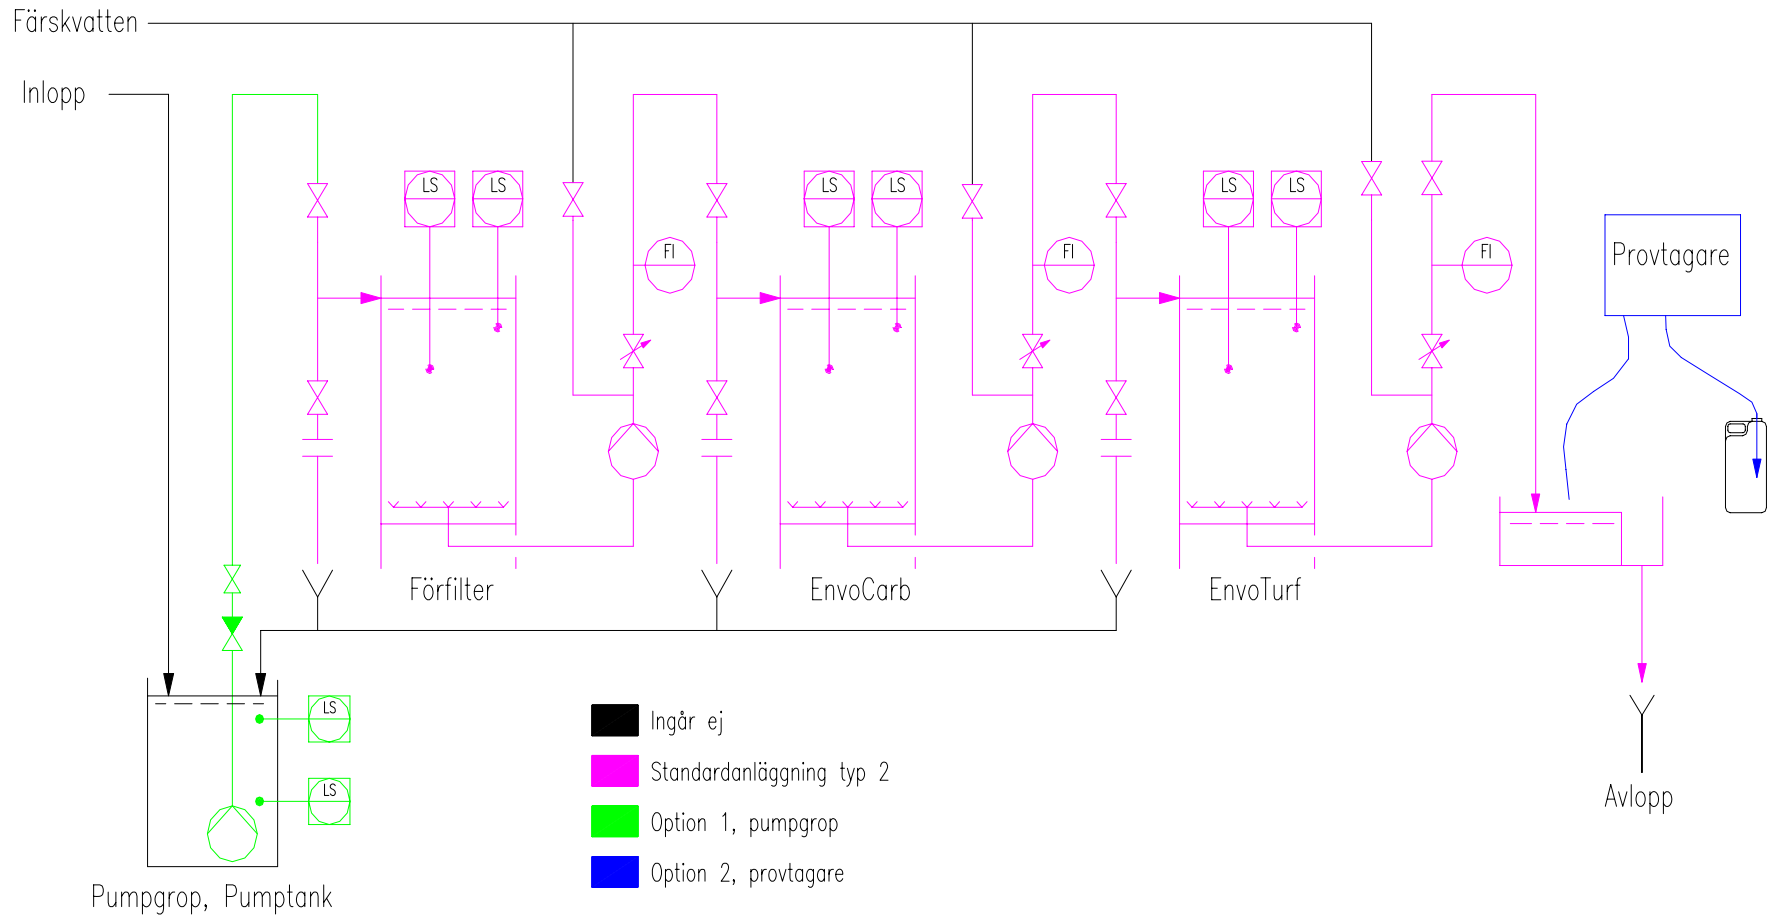 Färskvatten
Inlopp
LS LS LS LS LS LS
FI FI FI
Provtagare
Förfilter EnvoCarb EnvoTurf
LS
LS
Ingår ej
Standardanläggning typ 2
Option 1, pumpgrop
Option 2, provtagare
Avlopp
Pumpgrop, Pumptank